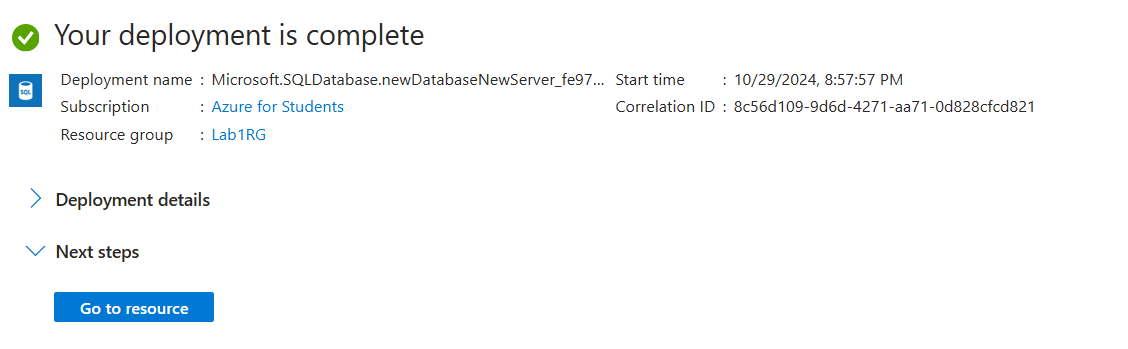 Your deployment is complete
SQL
Deployment name : Microsoft.SQLDatabase.newDatabaseNewServer_fe97... Start time : 10/29/2024, 8:57:57 PM
Subscription : Azure for Students Correlation ID : 8c56d109-9d6d-4271-aa71-0d828cfcd821
Resource group : Lab1RG
Deployment details
Next steps
Go to resource